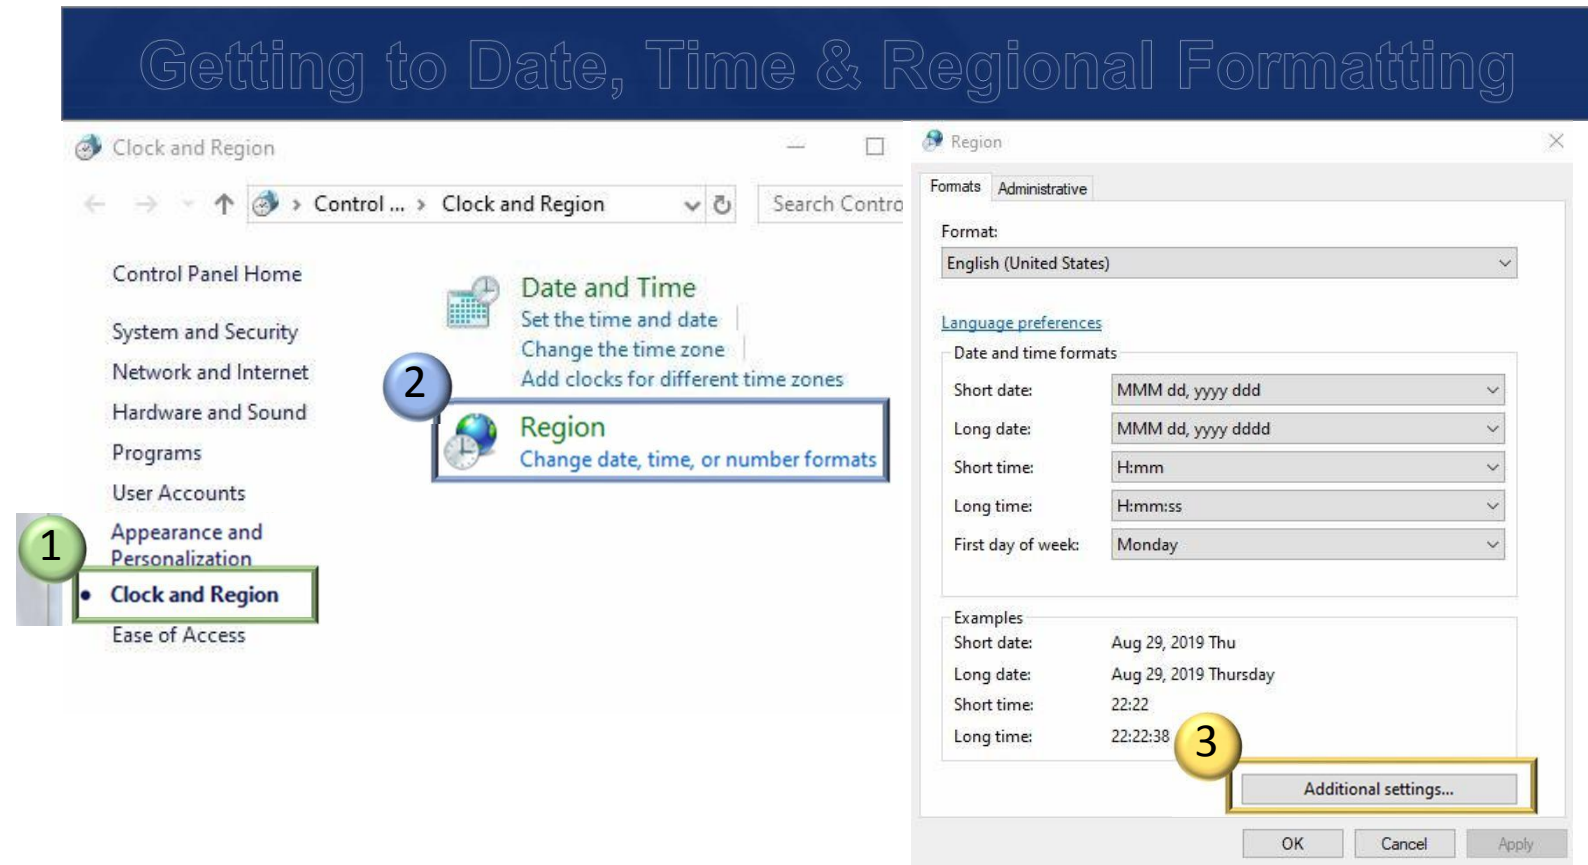 Getting to Date, Time & Regional Formatting
Clock and Region
Control ... › Clock and Region
Search Contro
Control Panel Home
System and Security
Network and Internet
Hardware and Sound
Programs
User Accounts
Appearance and
Personalization
Clock and Region
Ease of Access
1
Date and Time
Set the time and date
Change the time zone
Add clocks for different time zones
2
Region
Change date, time, or number formats
Region
Formats Administrative
Format:
English (United States)
Language preferences
Date and time formats
Short date: MMM dd, yyyy ddd
Long date: MMM dd, yyyy dddd
Short time: H:mm
Long time: H:mm:ss
First day of week: Monday
Examples
Short date: Aug 29, 2019 Thu
Long date: Aug 29, 2019 Thursday
Short time: 22:22
Long time: 22:22:38
3
Additional settings...
OK Cancel Apply